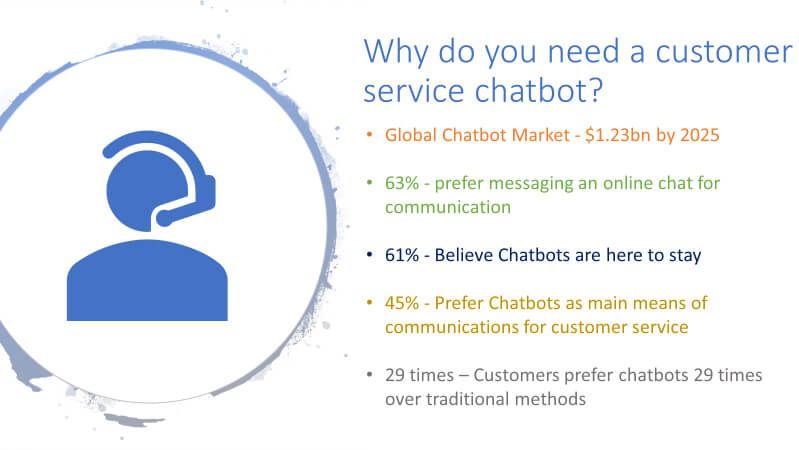 Why do you need a customer
service chatbot?
• Global Chatbot Market - $1.23bn by 2025
• 63% - prefer messaging an online chat for
communication
• 61% - Believe Chatbots are here to stay
• 45% - Prefer Chatbots as main means of
communications for customer service
• 29 times – Customers prefer chatbots 29 times
over traditional methods